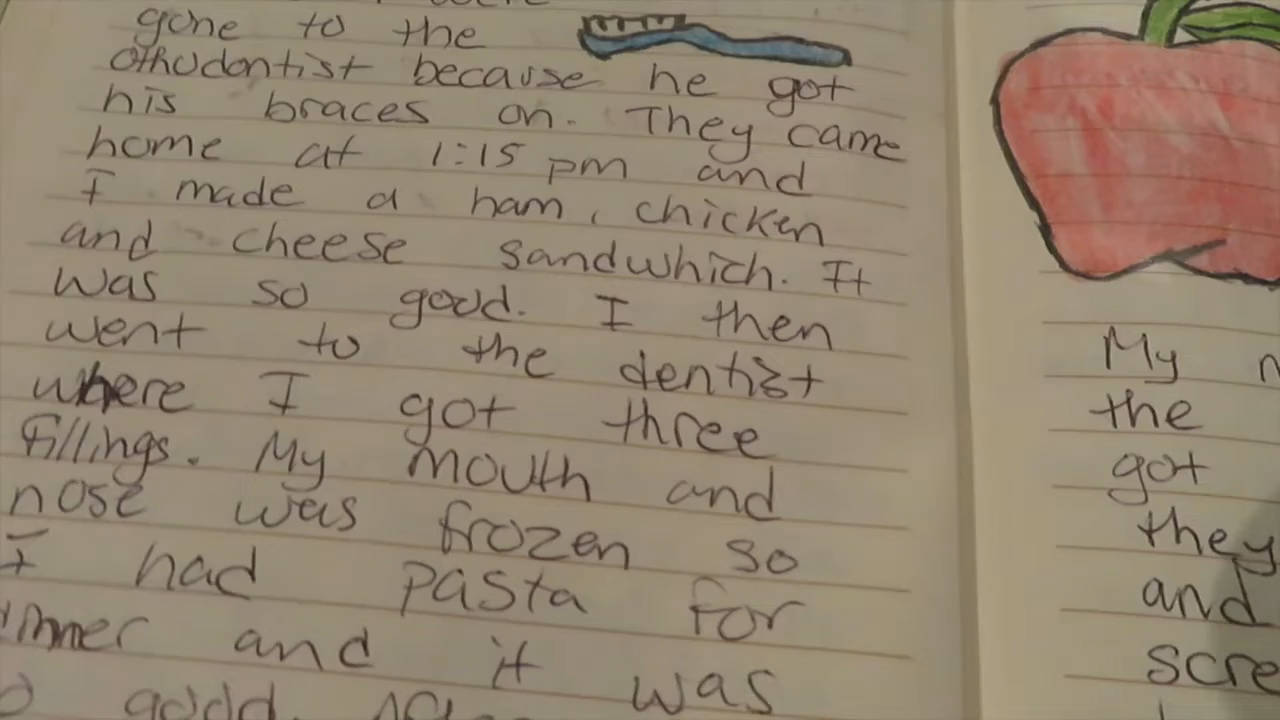 gone to the
Othodontist because he got
his braces on. They came
home at 1:15 pm and
I made a ham, chicken
and cheese sandwhich. It
was so good. I then
went to the dentist
where I got three
fillings. My mouth and
nose was frozen so
I had pasta for
dinner and it was
good.
My
the
got
they
and